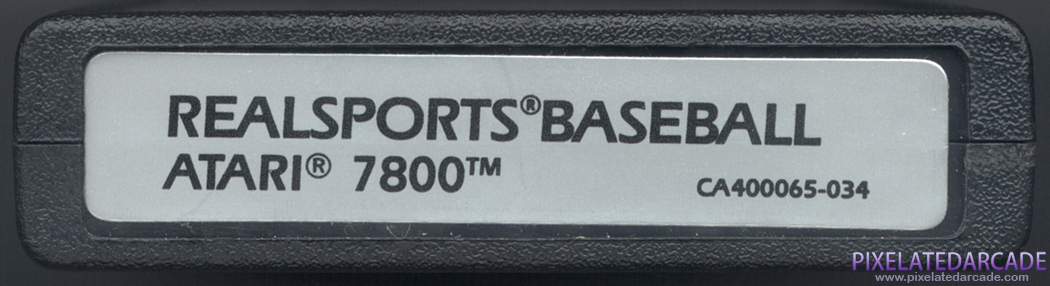 REALSPORTS® BASEBALL
ATARI® 7800™
CA400065-034
PIXELATEDARCADE
www.pixelatedarcade.com